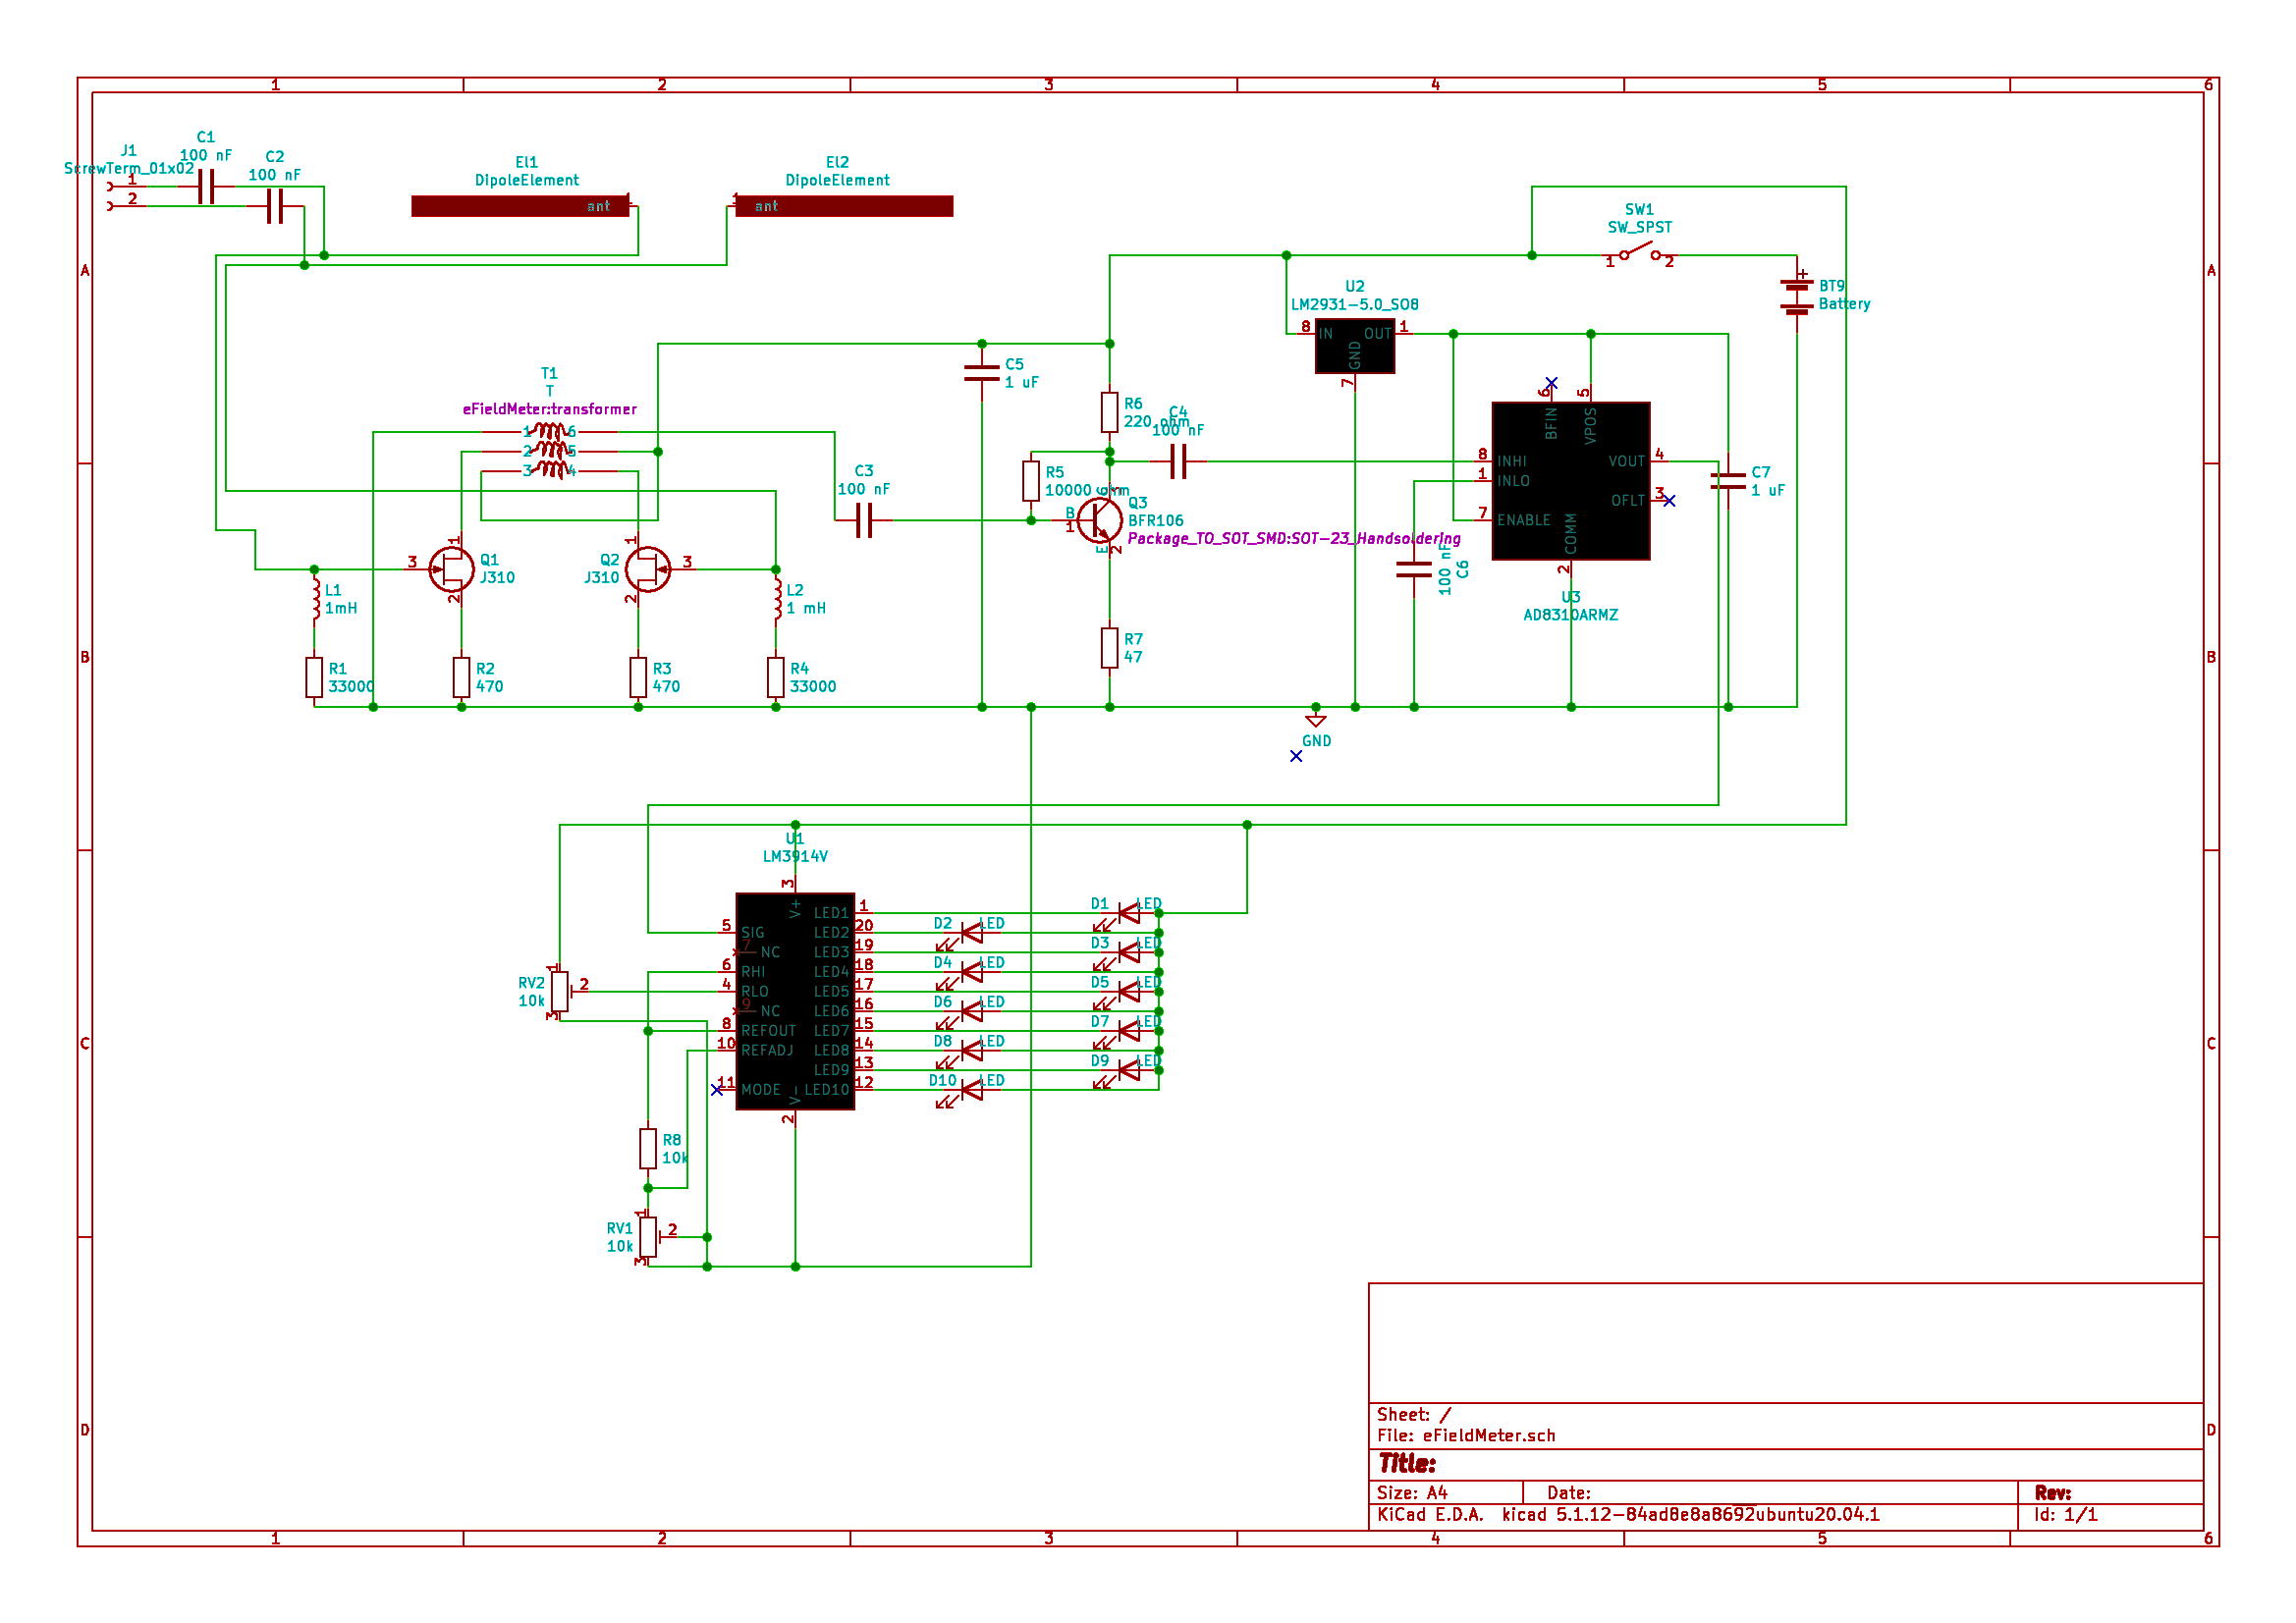 1 2 3 4 5 6
J1
ScrewTerm_01x02
1
2
C1
100 nF
C2
100 nF
El1
DipoleElement
1
ant
El2
DipoleElement
1
ant
A
A
SW1
SW_SPST
1
2
+
BT9
Battery
U2
LM2931-5.0_SO8
8
IN
OUT
1
GND
7
C5
1 uF
T1
T
eFieldMeter:transformer
1
2
3
6
5
4
R6
220 ohm
C4
100 nF
R5
10000 ohm
C3
100 nF
B
1
E
2
Q3
BFR106
Package_TO_SOT_SMD:SOT-23_Handsoldering
6
BFIN
5
VPOS
8
INHI
1
INLO
7
ENABLE
VOUT
4
OFLT
3
COMM
2
U3
AD8310ARMZ
C7
1 uF
100 nF
C6
3
1
2
Q1
J310
Q2
J310
1
2
3
L1
1mH
L2
1 mH
R1
33000
R2
470
R3
470
R4
33000
R7
47
B
B
GND
U1
LM3914V
3
V+
5
SIG
7
NC
6
RHI
4
RLO
9
NC
8
REFOUT
10
REFADJ
11
MODE
V-
2
LED1
1
LED2
20
LED3
19
LED4
18
LED5
17
LED6
16
LED7
15
LED8
14
LED9
13
LED10
12
D1 LED
D2 LED
D3 LED
D4 LED
D5 LED
D6 LED
D7 LED
D8 LED
D9 LED
D10 LED
RV2
10k
1
2
3
C
C
R8
10k
RV1
10k
1
2
3
D
D
Sheet: /
File: eFieldMeter.sch
Title:
Size: A4
Date:
Rev:
KiCad E.D.A. kicad 5.1.12-84ad8e8a8692ubuntu20.04.1
Id: 1/1
1 2 3 4 5 6